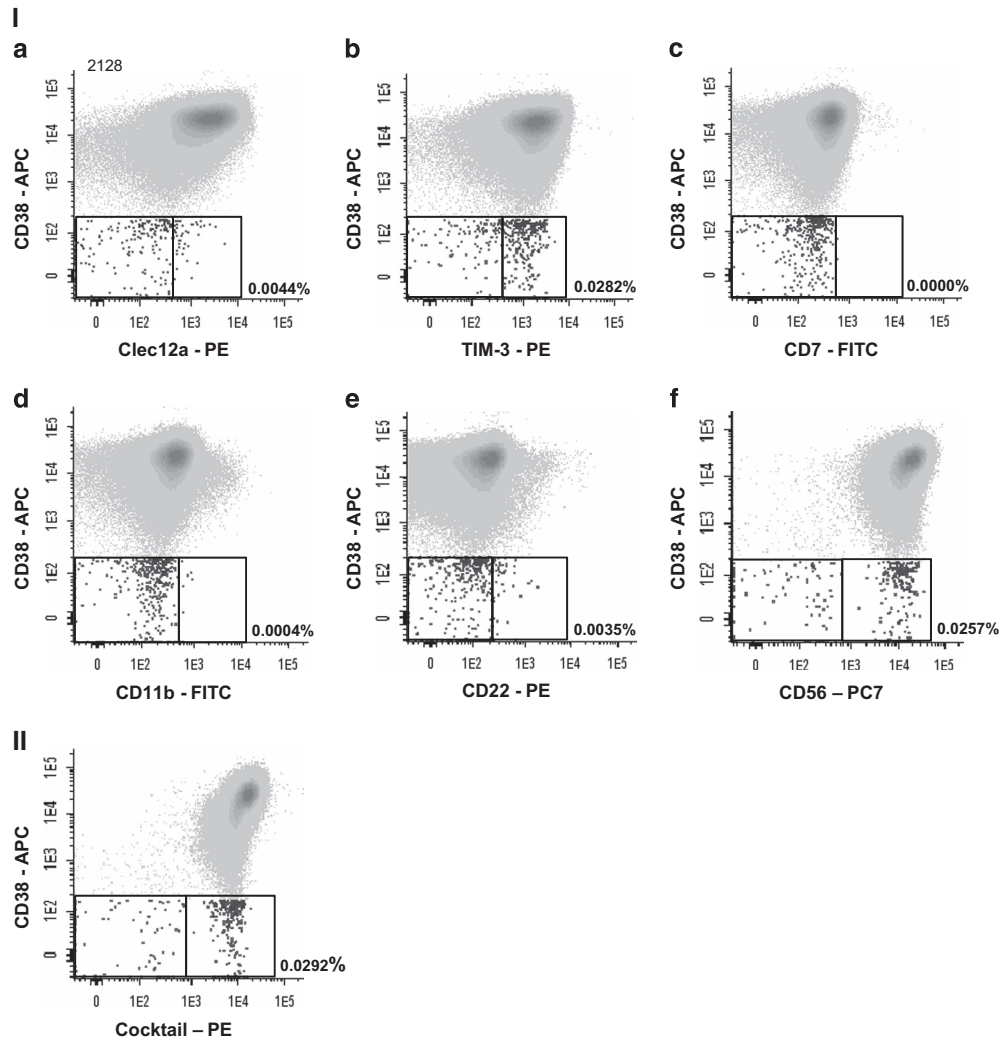 I
a
2128
CD38 - APC
1E5
1E4
1E3
1E2
0
0.0044%
0 1E2 1E3 1E4 1E5
Clec12a - PE
b
CD38 - APC
1E5
1E4
1E3
1E2
0
0.0282%
0 1E2 1E3 1E4 1E5
TIM-3 - PE
c
CD38 - APC
1E5
1E4
1E3
1E2
0
0.0000%
0 1E2 1E3 1E4 1E5
CD7 - FITC
d
CD38 - APC
1E5
1E4
1E3
1E2
0
0.0004%
0 1E2 1E3 1E4 1E5
CD11b - FITC
e
CD38 - APC
1E5
1E4
1E3
1E2
0
0.0035%
0 1E2 1E3 1E4 1E5
CD22 - PE
f
CD38 - APC
1E5
1E4
1E3
1E2
0
0.0257%
0 1E2 1E3 1E4 1E5
CD56 – PC7
II
CD38 - APC
1E5
1E4
1E3
1E2
0
0.0292%
0 1E2 1E3 1E4 1E5
Cocktail – PE